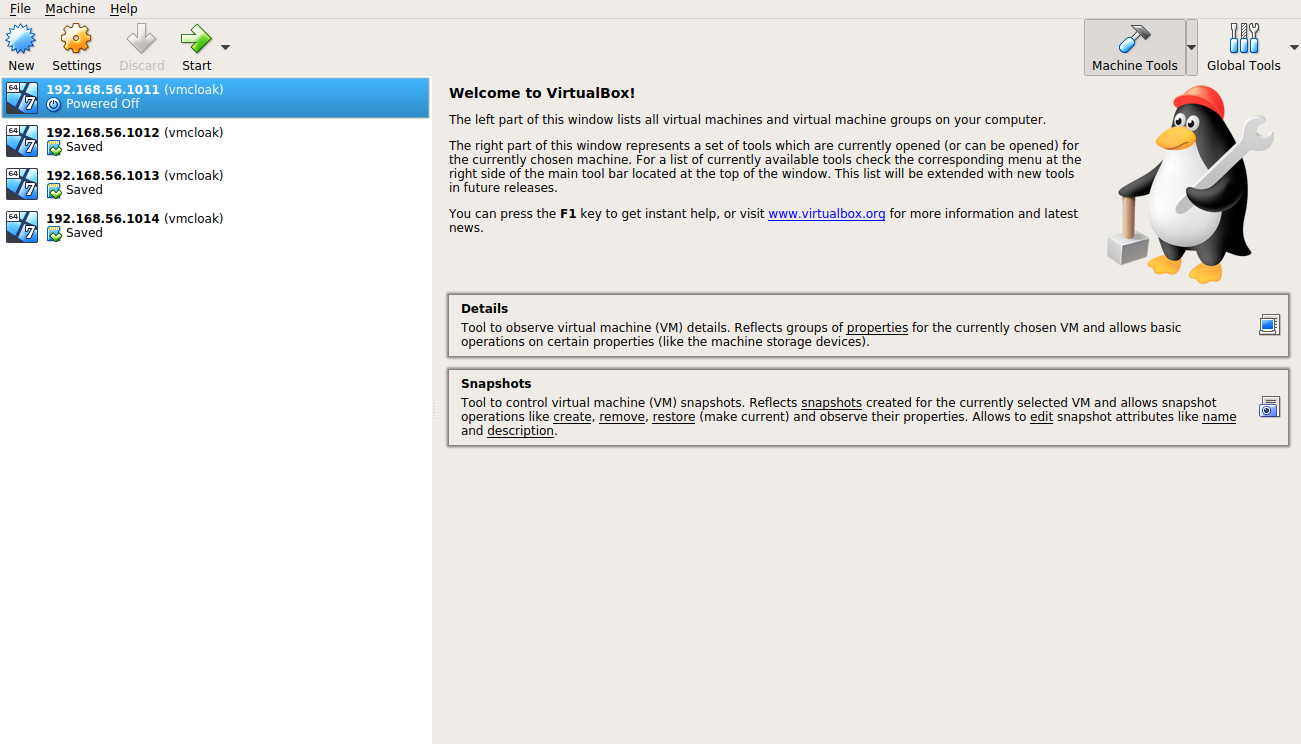 File Machine Help
New Settings Discard Start Machine Tools Global Tools
64 7 192.168.56.1011 (vmcloak)
Powered Off
64 7 192.168.56.1012 (vmcloak)
Saved
64 7 192.168.56.1013 (vmcloak)
Saved
64 7 192.168.56.1014 (vmcloak)
Saved
Welcome to VirtualBox!
The left part of this window lists all virtual machines and virtual machine groups on your computer.
The right part of this window represents a set of tools which are currently opened (or can be opened) for
the currently chosen machine. For a list of currently available tools check the corresponding menu at the
right side of the main tool bar located at the top of the window. This list will be extended with new tools
in future releases.
You can press the F1 key to get instant help, or visit www.virtualbox.org for more information and latest
news.
Details
Tool to observe virtual machine (VM) details. Reflects groups of properties for the currently chosen VM and allows basic
operations on certain properties (like the machine storage devices).
Snapshots
Tool to control virtual machine (VM) snapshots. Reflects snapshots created for the currently selected VM and allows snapshot
operations like create, remove, restore (make current) and observe their properties. Allows to edit snapshot attributes like name
and description.